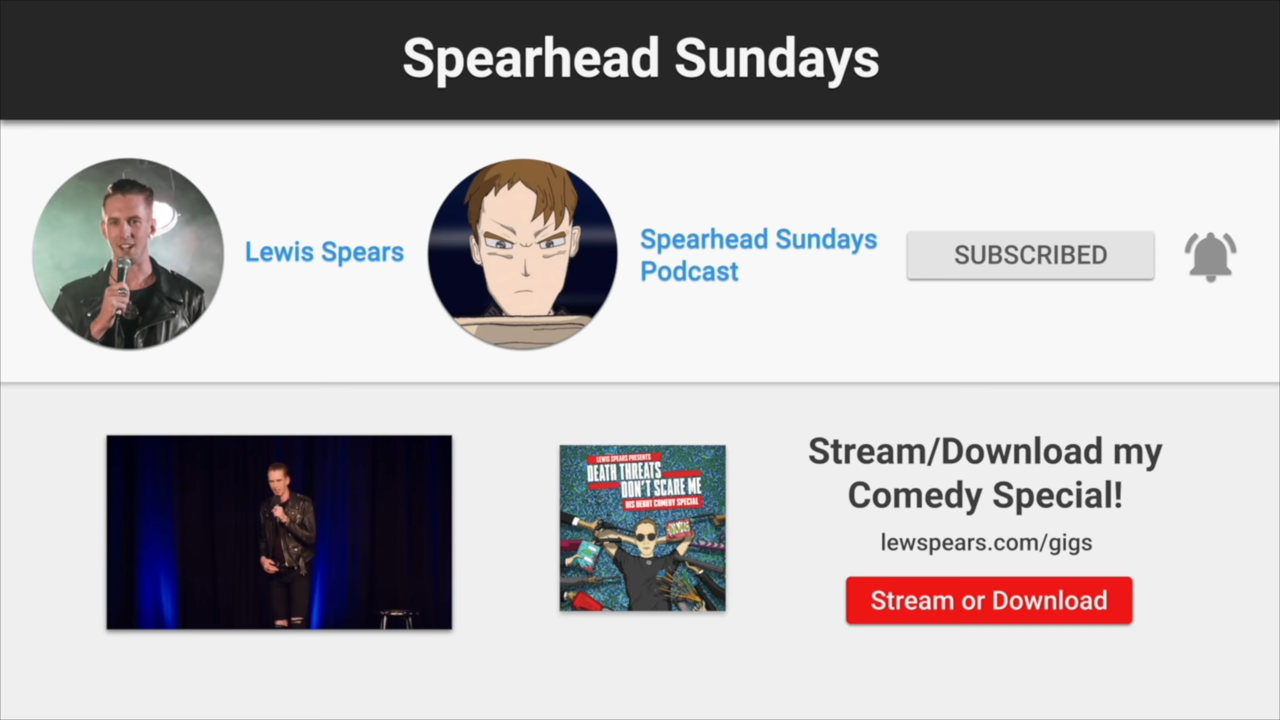 Spearhead Sundays
Lewis Spears
Spearhead Sundays
Podcast
SUBSCRIBED
LEWIS SPEARS PRESENTS
DEATH THREATS
DON'T SCARE ME
HIS DEBUT COMEDY SPECIAL
Stream/Download my
Comedy Special!
lewspears.com/gigs
Stream or Download